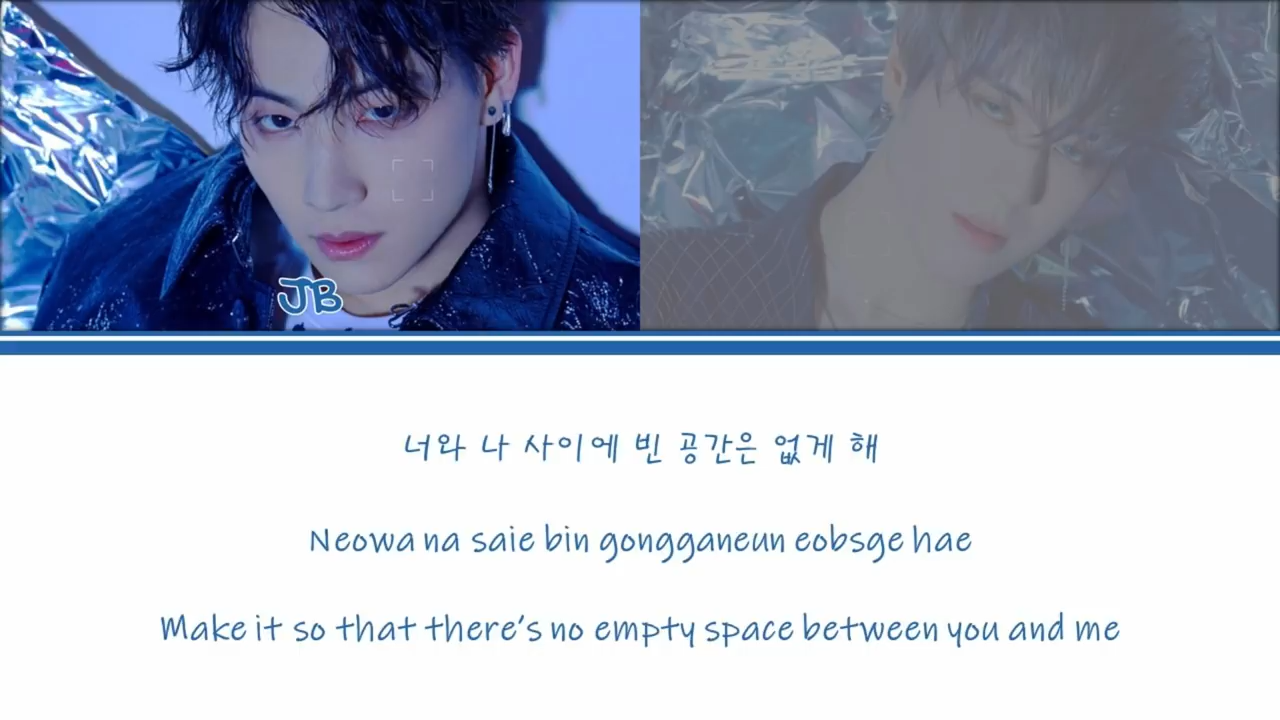 JB
너와 나 사이에 빈 공간은 없게 해
Neowa na saie bin gongganeun eobsge hae
Make it so that there's no empty space between you and me